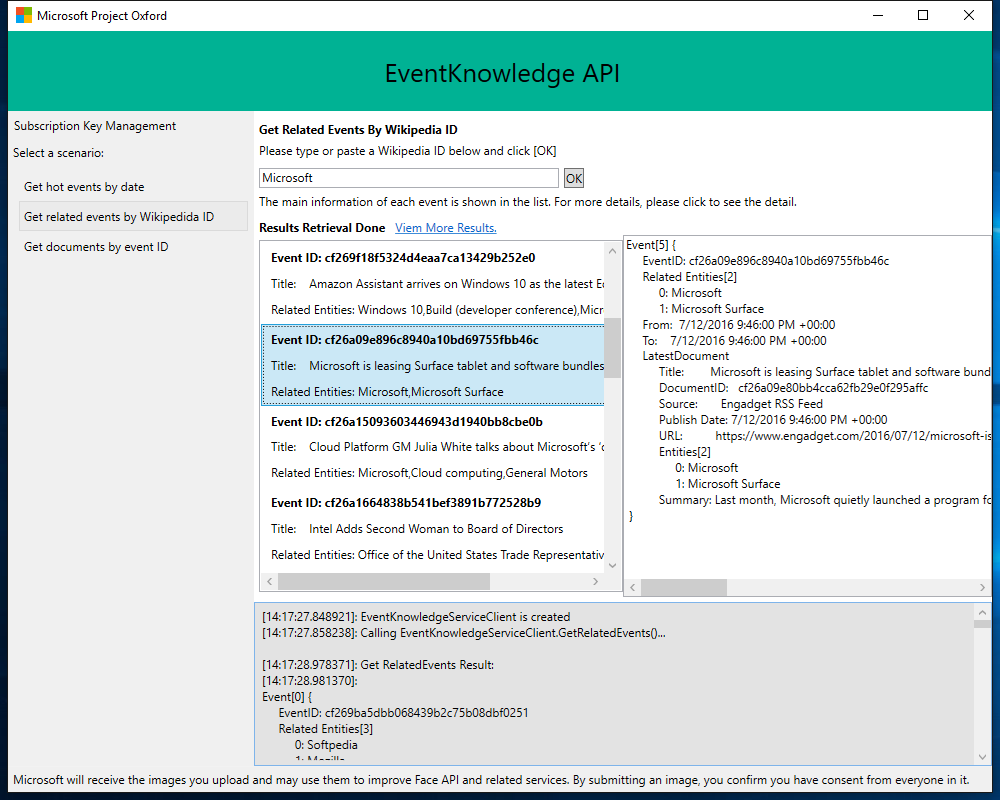 Microsoft Project Oxford
EventKnowledge API
Subscription Key Management
Select a scenario:
Get hot events by date
Get related events by Wikipedida ID
Get documents by event ID
Get Related Events By Wikipedia ID
Please type or paste a Wikipedia ID below and click [OK]
Microsoft
OK
The main information of each event is shown in the list. For more details, please click to see the detail.
Results Retrieval Done Viem More Results.
Event ID: cf269f18f5324d4eaa7ca13429b252e0
Title: Amazon Assistant arrives on Windows 10 as the latest E
Related Entities: Windows 10,Build (developer conference),Micr
Event ID: cf26a09e896c8940a10bd69755fbb46c
Title: Microsoft is leasing Surface tablet and software bundles
Related Entities: Microsoft,Microsoft Surface
Event ID: cf26a15093603446943d1940bb8cbe0b
Title: Cloud Platform GM Julia White talks about Microsoft's 'c
Related Entities: Microsoft,Cloud computing,General Motors
Event ID: cf26a1664838b541bef3891b772528b9
Title: Intel Adds Second Woman to Board of Directors
Related Entities: Office of the United States Trade Representativ
Event[5] {
EventID: cf26a09e896c8940a10bd69755fbb46c
Related Entities[2]
0: Microsoft
1: Microsoft Surface
From: 7/12/2016 9:46:00 PM +00:00
To: 7/12/2016 9:46:00 PM +00:00
LatestDocument
Title: Microsoft is leasing Surface tablet and software bund
DocumentID: cf26a09e80bb4cca62fb29e0f295affc
Source: Engadget RSS Feed
Publish Date: 7/12/2016 9:46:00 PM +00:00
URL: https://www.engadget.com/2016/07/12/microsoft-is
Entities[2]
0: Microsoft
1: Microsoft Surface
Summary: Last month, Microsoft quietly launched a program fo
}
[14:17:27.848921]: EventKnowledgeServiceClient is created
[14:17:27.858238]: Calling EventKnowledgeServiceClient.GetRelatedEvents()...
[14:17:28.978371]: Get RelatedEvents Result:
[14:17:28.981370]:
Event[0] {
EventID: cf269ba5dbb068439b2c75b08dbf0251
Related Entities[3]
0: Softpedia
1: Mozilla
Microsoft will receive the images you upload and may use them to improve Face API and related services. By submitting an image, you confirm you have consent from everyone in it.